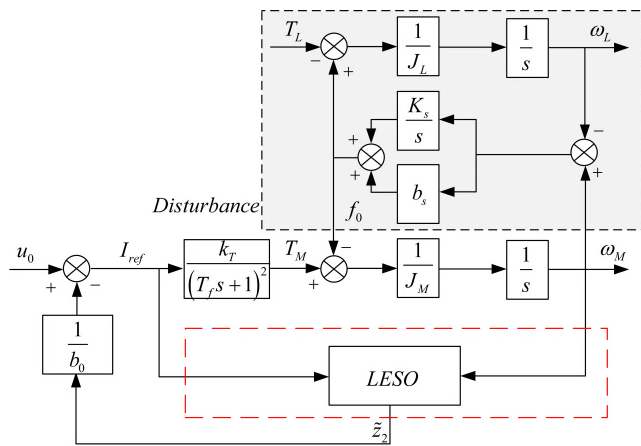 T_L
−
+
1
J_L
1
s
ω_L
K_s
s
+
+
b_s
−
+
Disturbance
f_0
u_0
+
−
I_ref
k_T
(T_f s+1)^2
T_M
−
+
1
J_M
1
s
ω_M
1
b_0
LESO
z̃_2